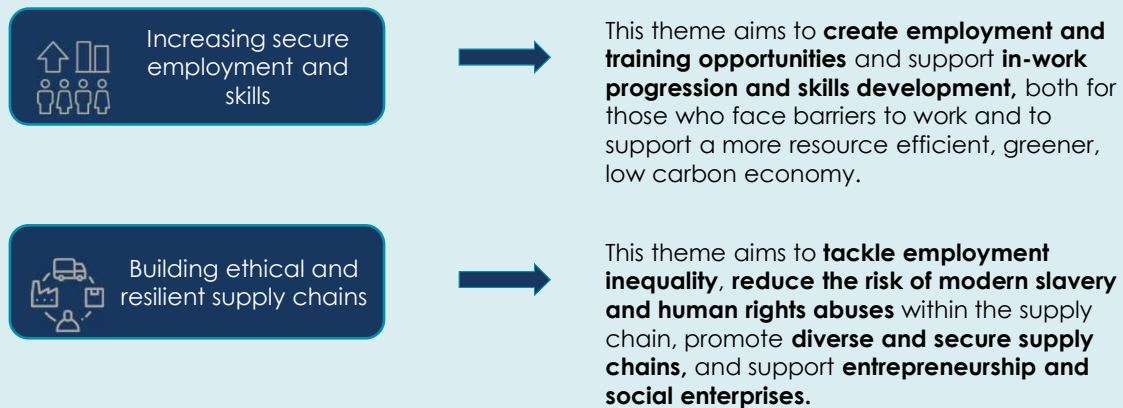 Increasing secure
employment and
skills
This theme aims to create employment and
training opportunities and support in-work
progression and skills development, both for
those who face barriers to work and to
support a more resource efficient, greener,
low carbon economy.
Building ethical and
resilient supply chains
This theme aims to tackle employment
inequality, reduce the risk of modern slavery
and human rights abuses within the supply
chain, promote diverse and secure supply
chains, and support entrepreneurship and
social enterprises.